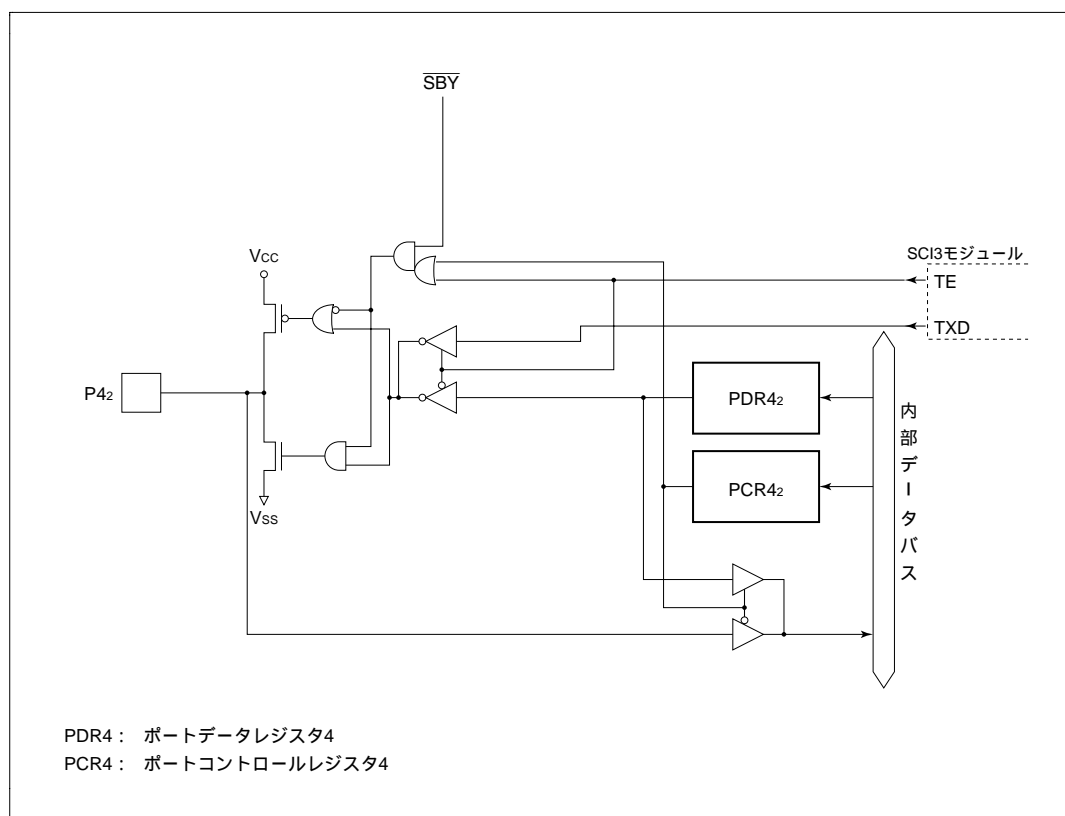 SBY
VCC
SCI3モジュール
TE
TXD
P42
PDR42
PCR42
内部データバス
VSS
PDR4： ポートデータレジスタ4
PCR4： ポートコントロールレジスタ4